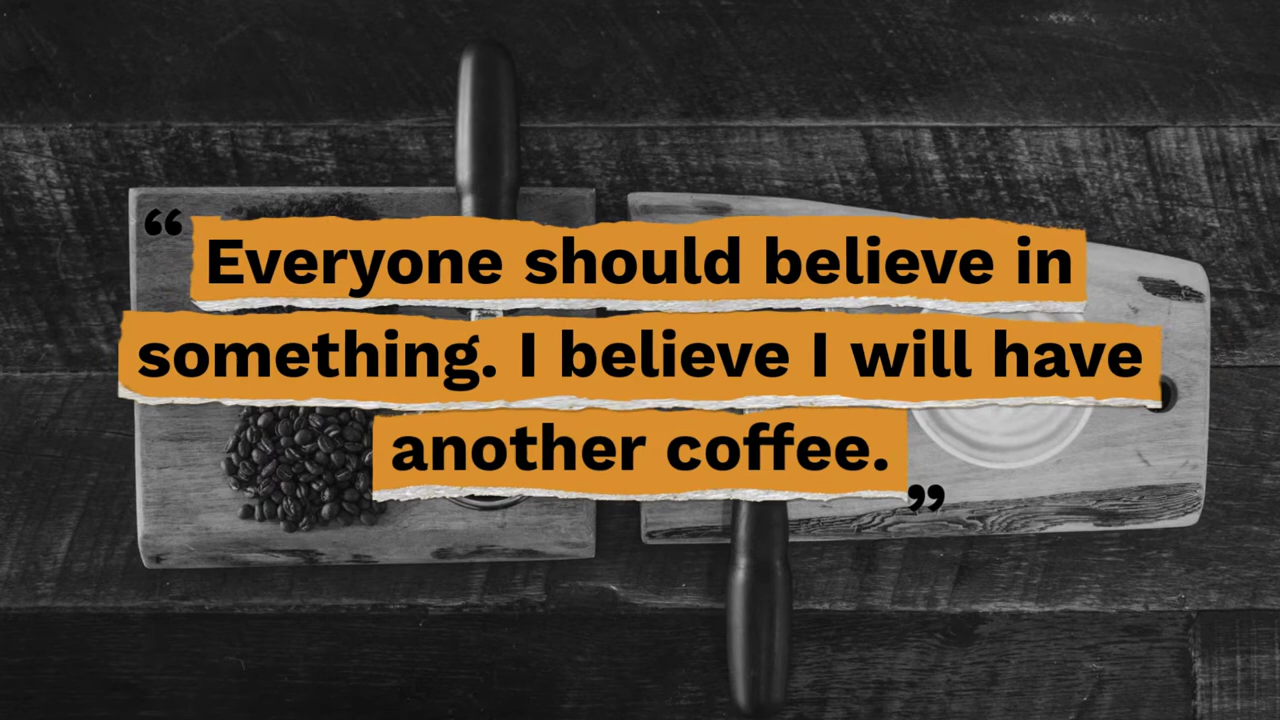 “Everyone should believe in
something. I believe I will have
another coffee.”